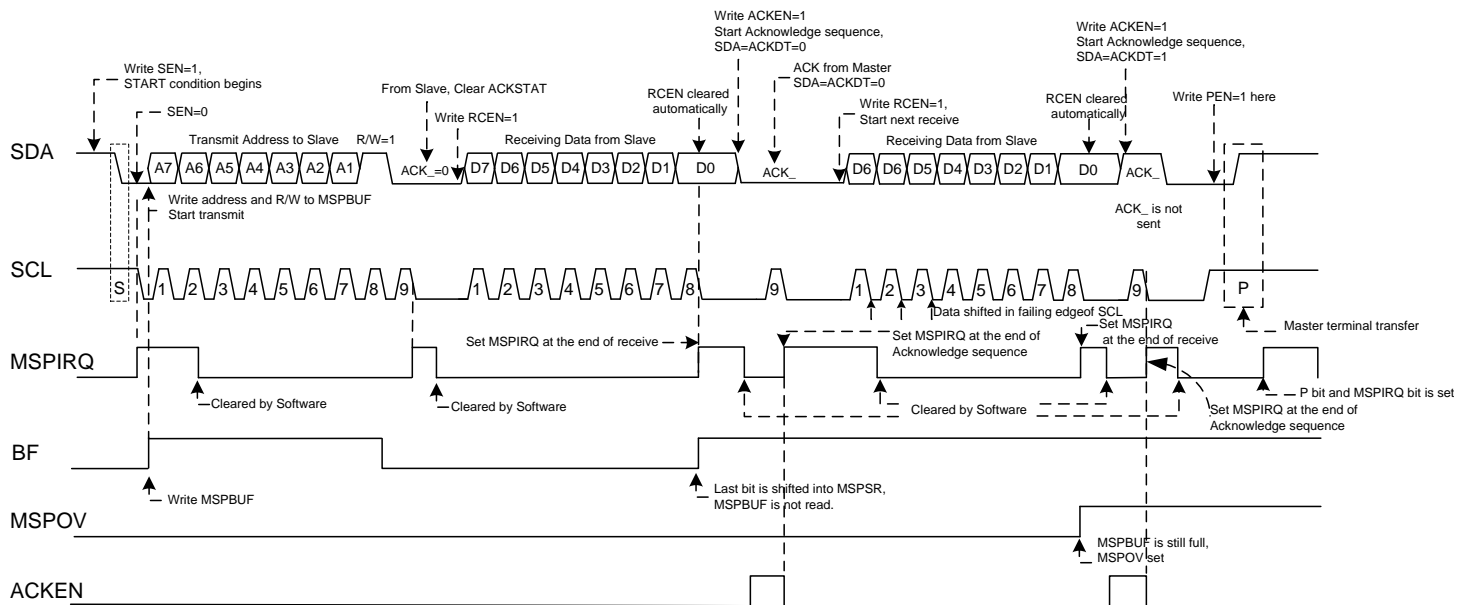 Write SEN=1,
START condition begins
SEN=0
From Slave, Clear ACKSTAT
Write RCEN=1
RCEN cleared
automatically
Write ACKEN=1
Start Acknowledge sequence,
SDA=ACKDT=0
ACK from Master
SDA=ACKDT=0
Write RCEN=1,
Start next receive
RCEN cleared
automatically
Write ACKEN=1
Start Acknowledge sequence,
SDA=ACKDT=1
Write PEN=1 here
Transmit Address to Slave
R/W=1
Receiving Data from Slave
Receiving Data from Slave
SDA
A7 A6 A5 A4 A3 A2 A1 ACK_=0 D7 D6 D5 D4 D3 D2 D1 D0 ACK_ D6 D6 D5 D4 D3 D2 D1 D0 ACK_
Write address and R/W to MSPBUF
Start transmit
ACK_ is not
sent
SCL
S 1 2 3 4 5 6 7 8 9 1 2 3 4 5 6 7 8 9 1 2 3 4 5 6 7 8 9 P
Data shifted in failing edgeof SCL
Master terminal transfer
MSPIRQ
Set MSPIRQ at the end of receive
Set MSPIRQ at the end of
Acknowledge sequence
Set MSPIRQ
at the end of receive
Cleared by Software
Cleared by Software
Cleared by Software
P bit and MSPIRQ bit is set
Set MSPIRQ at the end of
Acknowledge sequence
BF
Write MSPBUF
Last bit is shifted into MSPSR,
MSPBUF is not read.
MSPOV
MSPBUF is still full,
MSPOV set
ACKEN